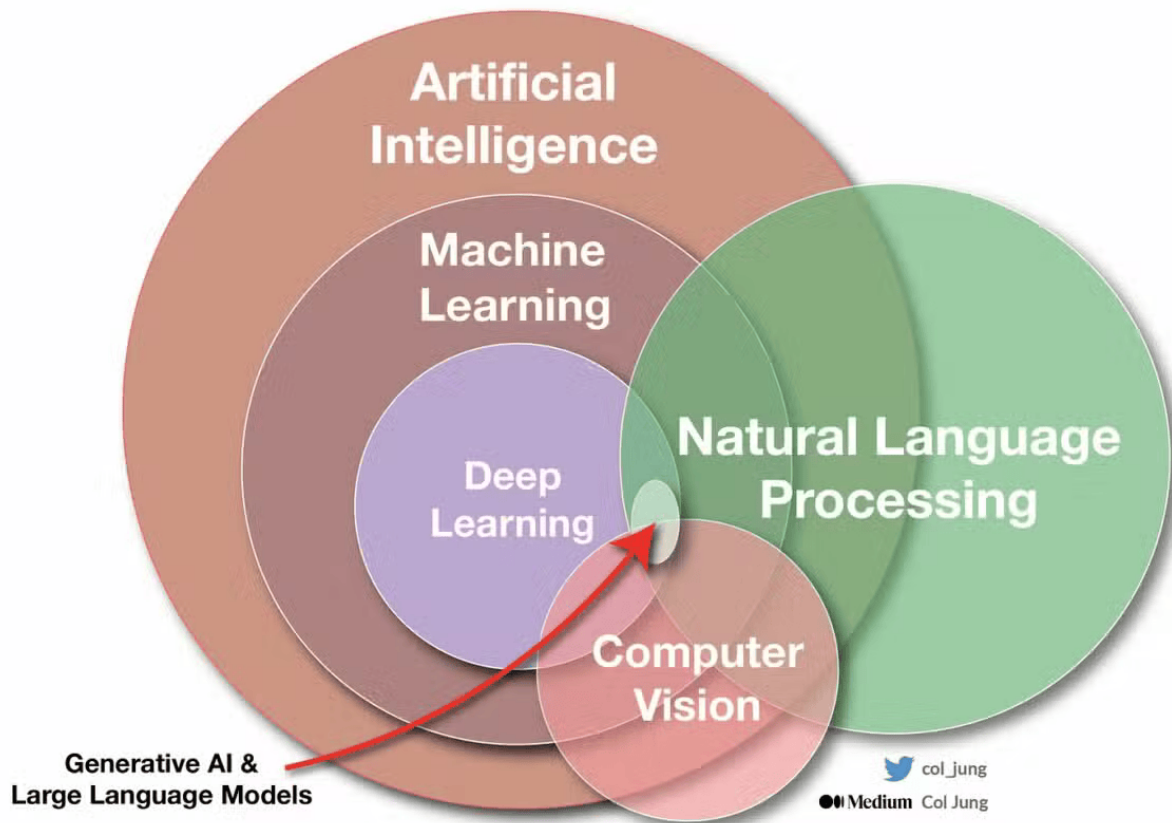 Artificial
Intelligence
Machine
Learning
Deep
Learning
Natural Language
Processing
Computer
Vision
Generative AI &
Large Language Models
col_jung
Medium Col Jung